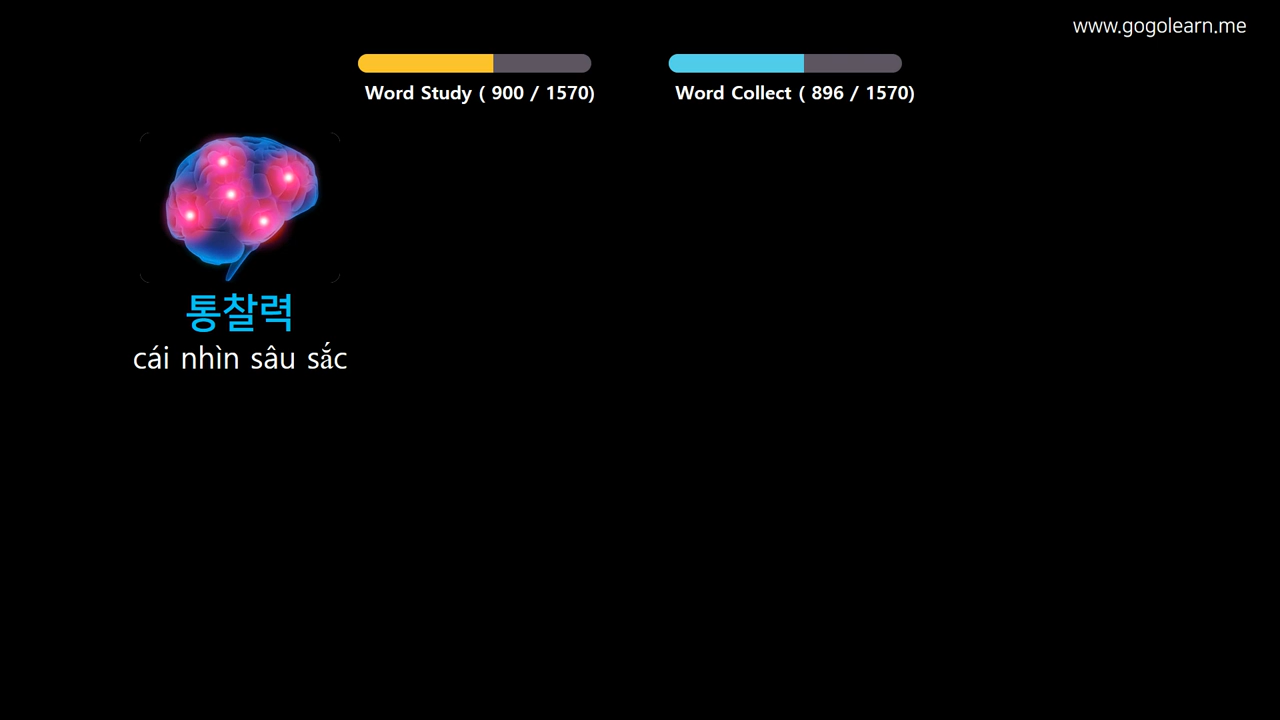 www.gogolearn.me
Word Study ( 900 / 1570)
Word Collect ( 896 / 1570)
통찰력
cái nhìn sâu sắc